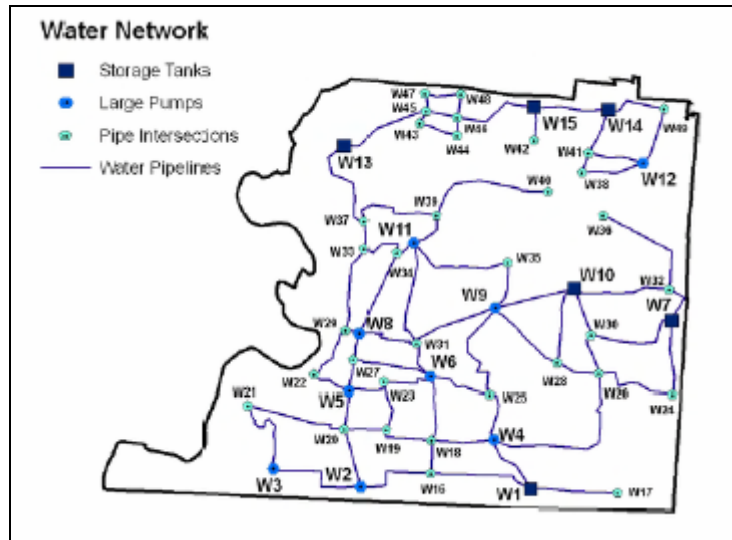 Water Network
Storage Tanks
Large Pumps
Pipe Intersections
Water Pipelines
W47
W48
W45
W43
W46
W44
W15
W14
W49
W42
W41
W13
W12
W38
W40
W39
W37
W36
W11
W33
W34
W35
W10
W32
W7
W9
W29
W8
W31
W30
W27
W6
W28
W26
W22
W5
W23
W25
W24
W21
W20
W19
W18
W4
W3
W2
W16
W1
W17